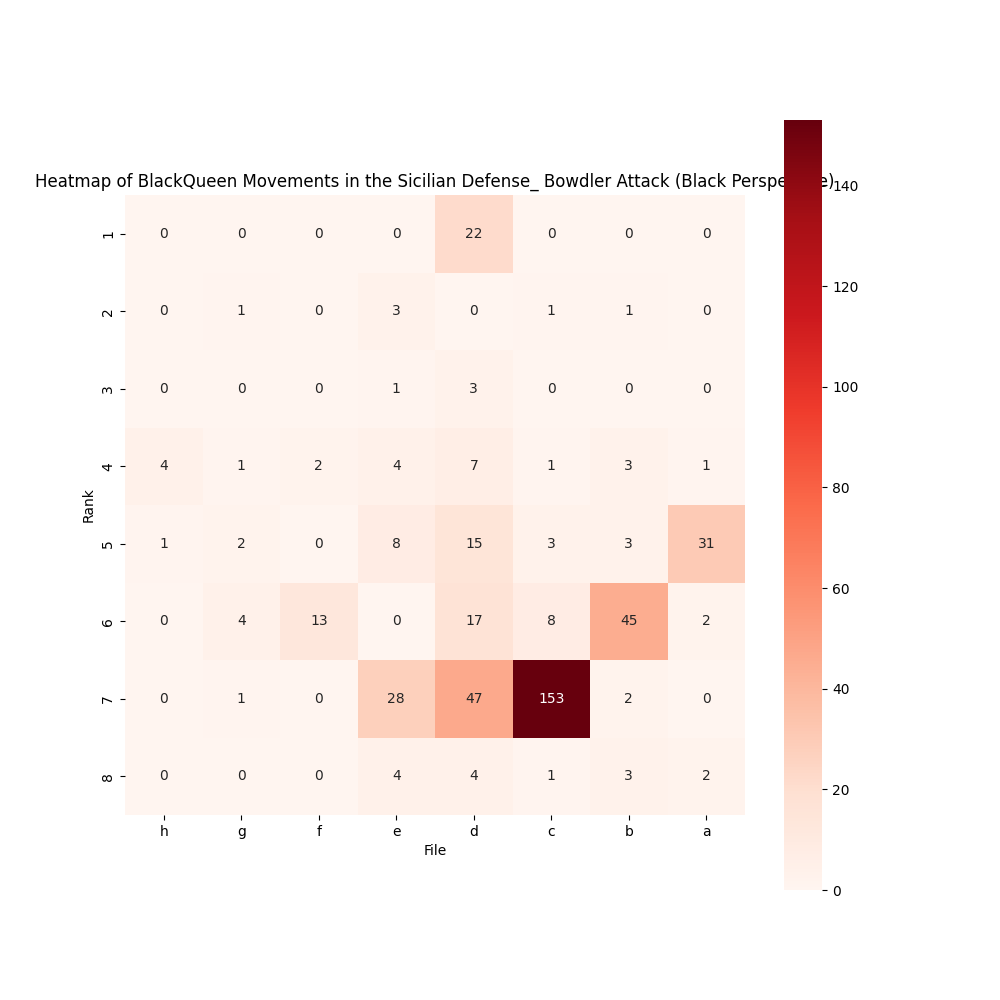 Heatmap of BlackQueen Movements in the Sicilian Defense_ Bowdler Attack (Black Perspe e)
140
1 0 0 0 0 22 0 0 0
120
2 0 1 0 3 0 1 1 0
100
3 0 0 0 1 3 0 0 0
80
4 4 1 2 4 7 1 3 1
Rank
60
5 1 2 0 8 15 3 3 31
6 0 4 13 0 17 8 45 2
40
7 0 1 0 28 47 153 2 0
20
8 0 0 0 4 4 1 3 2
h g f e d c b a
File
0